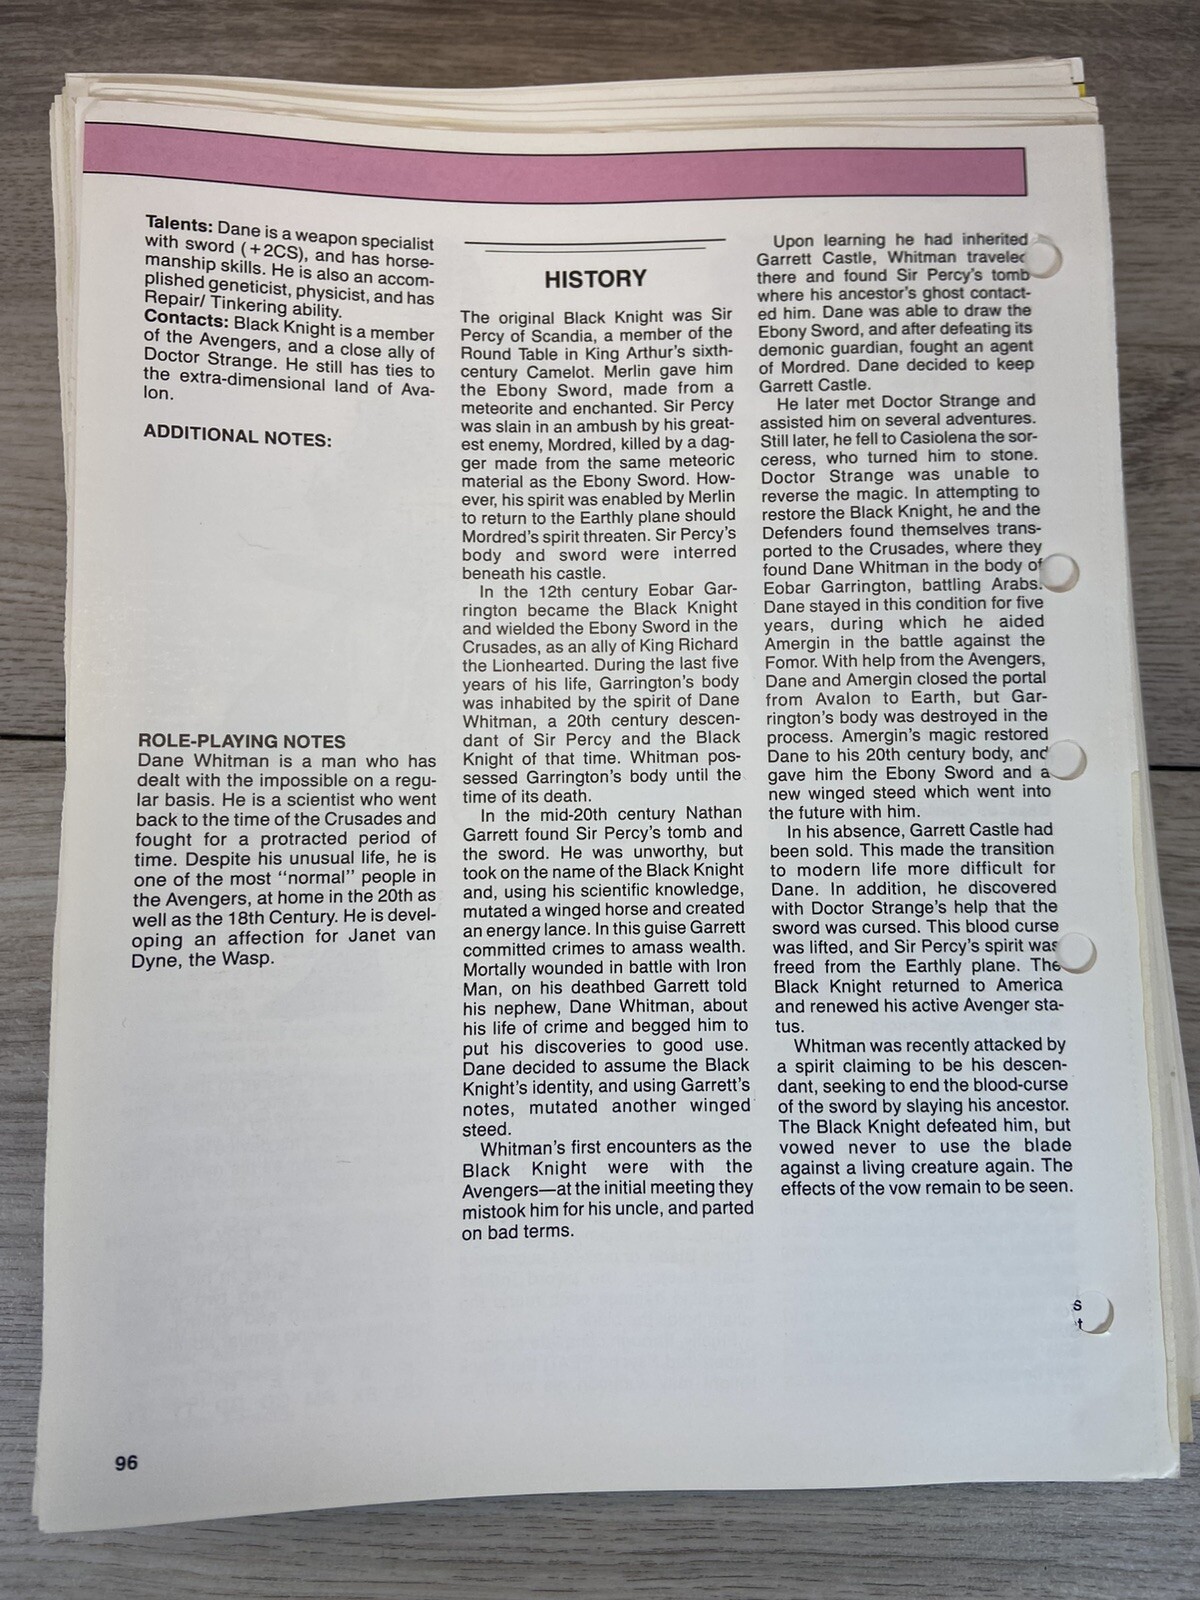 Talents: Dane is a weapon specialist
with sword (+2CS), and has horse-
manship skills. He is also an accom-
plished geneticist, physicist, and has
Repair/ Tinkering ability.
Contacts: Black Knight is a member
of the Avengers, and a close ally of
Doctor Strange. He still has ties to
the extra-dimensional land of Ava-
lon.
ADDITIONAL NOTES:
ROLE-PLAYING NOTES
Dane Whitman is a man who has
dealt with the impossible on a regu-
lar basis. He is a scientist who went
back to the time of the Crusades and
fought for a protracted period of
time. Despite his unusual life, he is
one of the most “normal” people in
the Avengers, at home in the 20th as
well as the 18th Century. He is devel-
oping an affection for Janet van
Dyne, the Wasp.
HISTORY
The original Black Knight was Sir
Percy of Scandia, a member of the
Round Table in King Arthur's sixth-
century Camelot. Merlin gave him
the Ebony Sword, made from a
meteorite and enchanted. Sir Percy
was slain in an ambush by his great-
est enemy, Mordred, killed by a dag-
ger made from the same meteoric
material as the Ebony Sword. How-
ever, his spirit was enabled by Merlin
to return to the Earthly plane should
Mordred's spirit threaten. Sir Percy's
body and sword were interred
beneath his castle.
In the 12th century Eobar Gar-
rington became the Black Knight
and wielded the Ebony Sword in the
Crusades, as an ally of King Richard
the Lionhearted. During the last five
years of his life, Garrington's body
was inhabited by the spirit of Dane
Whitman, a 20th century descen-
dant of Sir Percy and the Black
Knight of that time. Whitman pos-
sessed Garrington's body until the
time of its death.
In the mid-20th century Nathan
Garrett found Sir Percy's tomb and
the sword. He was unworthy, but
took on the name of the Black Knight
and, using his scientific knowledge,
mutated a winged horse and created
an energy lance. In this guise Garrett
committed crimes to amass wealth.
Mortally wounded in battle with Iron
Man, on his deathbed Garrett told
his nephew, Dane Whitman, about
his life of crime and begged him to
put his discoveries to good use.
Dane decided to assume the Black
Knight's identity, and using Garrett's
notes, mutated another winged
steed.
Whitman's first encounters as the
Black Knight were with the
Avengers—at the initial meeting they
mistook him for his uncle, and parted
on bad terms.
Upon learning he had inherited
Garrett Castle, Whitman traveled
there and found Sir Percy's tomb
where his ancestor's ghost contact-
ed him. Dane was able to draw the
Ebony Sword, and after defeating its
demonic guardian, fought an agent
of Mordred. Dane decided to keep
Garrett Castle.
He later met Doctor Strange and
assisted him on several adventures.
Still later, he fell to Casiolena the sor-
ceress, who turned him to stone.
Doctor Strange was unable to
reverse the magic. In attempting to
restore the Black Knight, he and the
Defenders found themselves trans-
ported to the Crusades, where they
found Dane Whitman in the body of
Eobar Garrington, battling Arabs.
Dane stayed in this condition for five
years, during which he aided
Amergin in the battle against the
Fomor. With help from the Avengers,
Dane and Amergin closed the portal
from Avalon to Earth, but Gar-
rington's body was destroyed in the
process. Amergin's magic restored
Dane to his 20th century body, and
gave him the Ebony Sword and a
new winged steed which went into
the future with him.
In his absence, Garrett Castle had
been sold. This made the transition
to modern life more difficult for
Dane. In addition, he discovered
with Doctor Strange's help that the
sword was cursed. This blood curse
was lifted, and Sir Percy's spirit was
freed from the Earthly plane. The
Black Knight returned to America
and renewed his active Avenger sta-
tus.
Whitman was recently attacked by
a spirit claiming to be his descen-
dant, seeking to end the blood-curse
of the sword by slaying his ancestor.
The Black Knight defeated him, but
vowed never to use the blade
against a living creature again. The
effects of the vow remain to be seen.
96